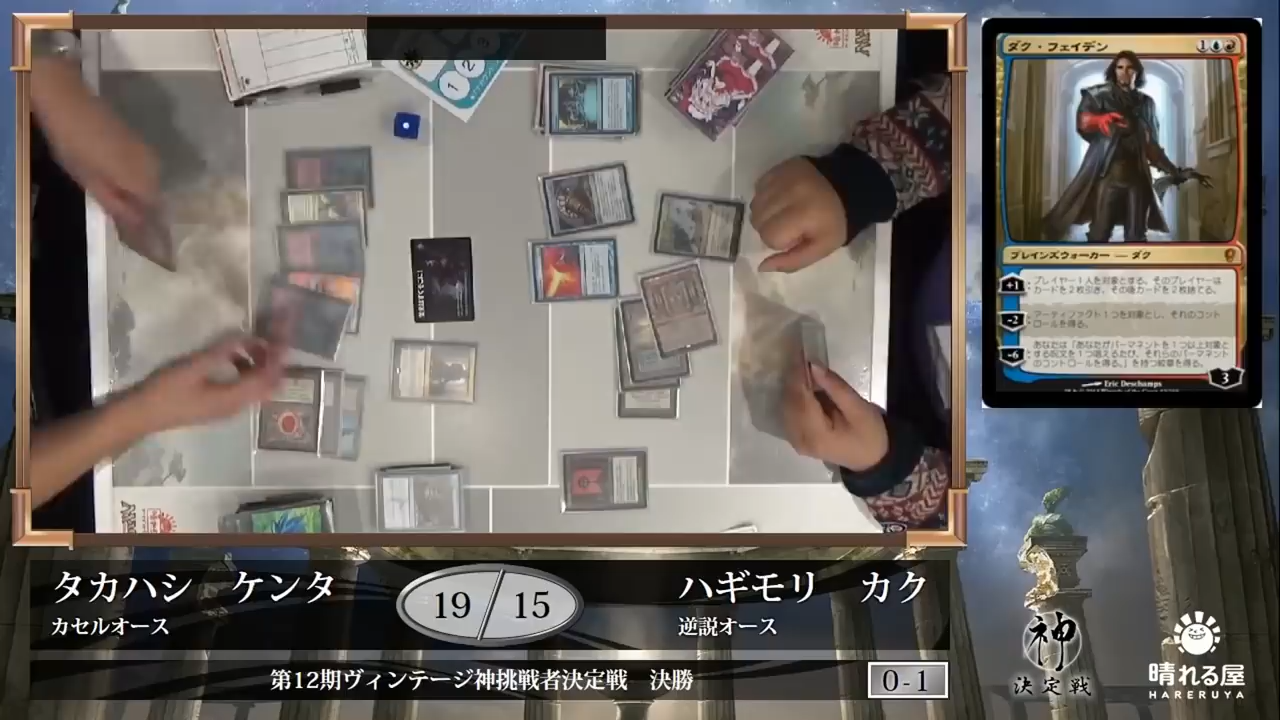 ダク・フェイデン 1
プレインズウォーカー — ダク
+1 プレイヤー1人を対象とする。そのプレイヤーは
カードを2枚引き、その後カードを2枚捨てる。
-2 アーティファクト1つを対象とし、それのコント
ロールを得る。
-6 あなたは「あなたがパーマネントを1つ以上対象と
する呪文を1つ唱えるたび、それらのパーマネント
のコントロールを得る。」を持つ紋章を得る。
3
Eric Deschamps
タカハシ ケンタ
カセルオース
19 / 15
ハギモリ カク
逆説オース
第12期ヴィンテージ神挑戦者決定戦 決勝
0-1
神
決定戦
晴れる屋
HARERUYA